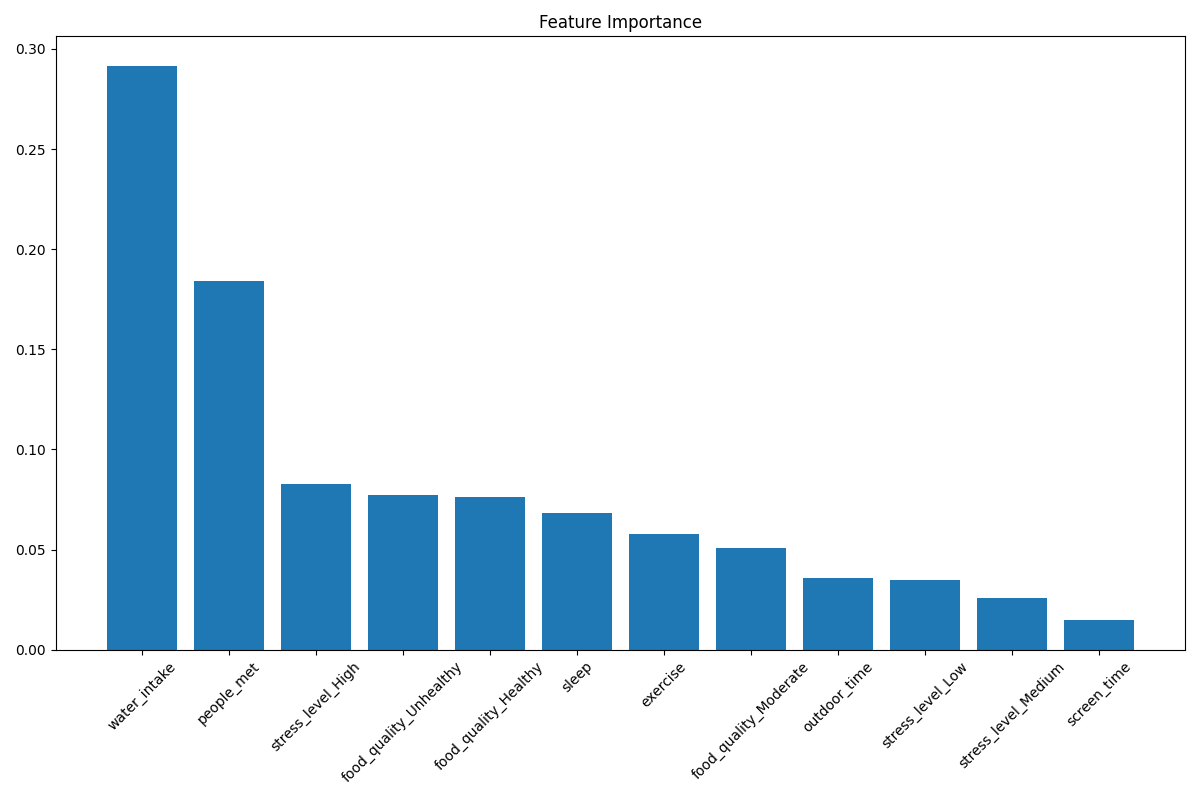 Feature Importance
0.30
0.25
0.20
0.15
0.10
0.05
0.00
water_intake
people_met
stress_level_High
food_quality_Unhealthy
food_quality_Healthy
sleep
exercise
food_quality_Moderate
outdoor_time
stress_level_Low
stress_level_Medium
screen_time